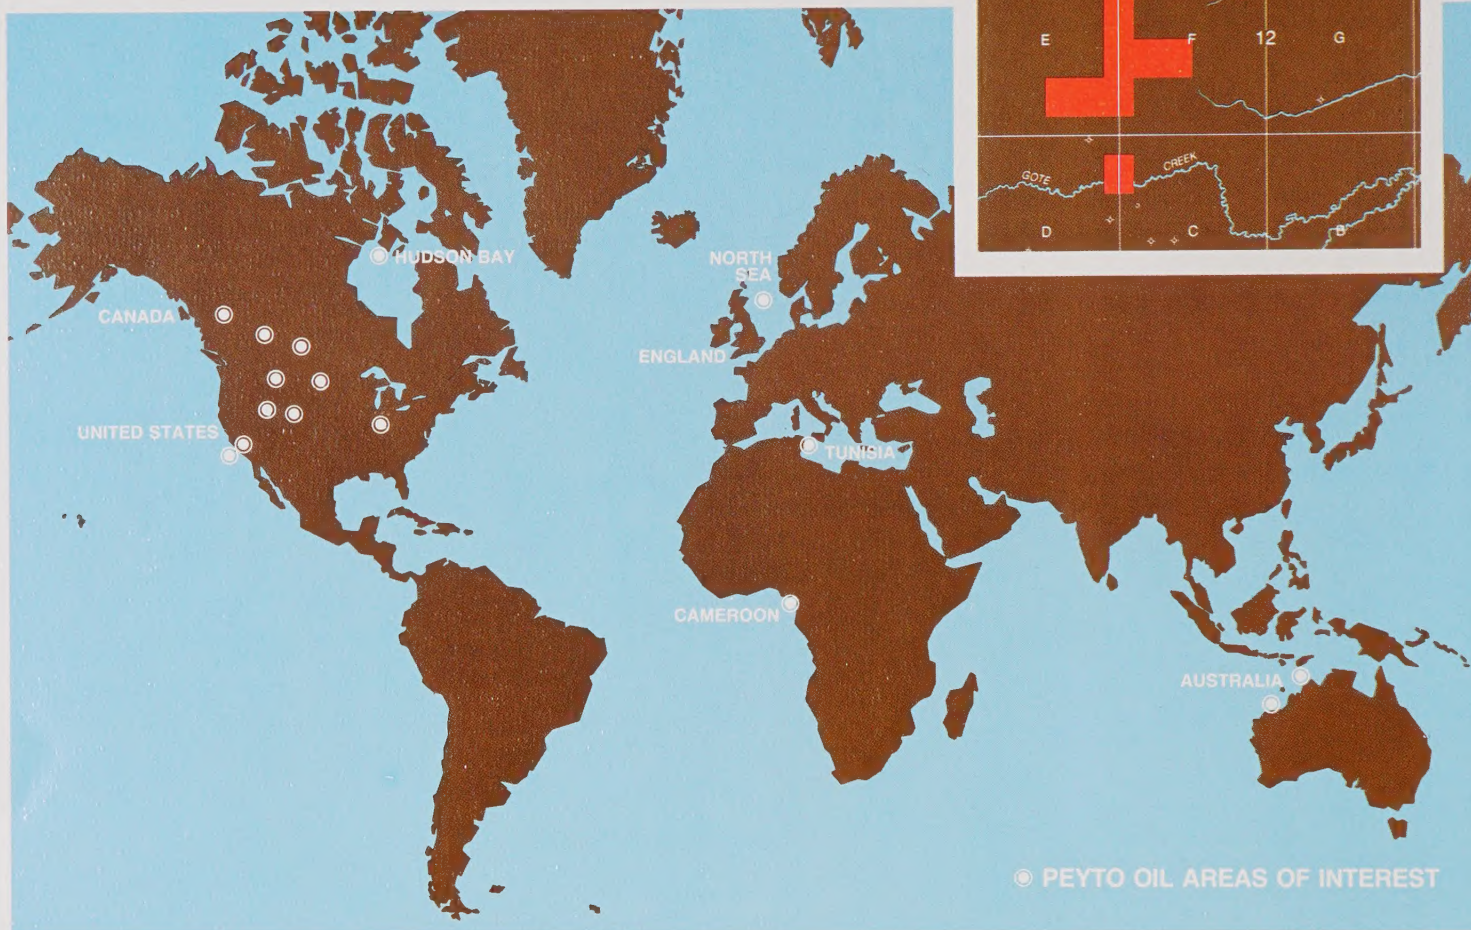 E F 12 G
GOTE CREEK
D C B
HUDSON BAY
NORTH
SEA
CANADA
ENGLAND
UNITED STATES
TUNISIA
CAMEROON
AUSTRALIA
PEYTO OIL AREAS OF INTEREST